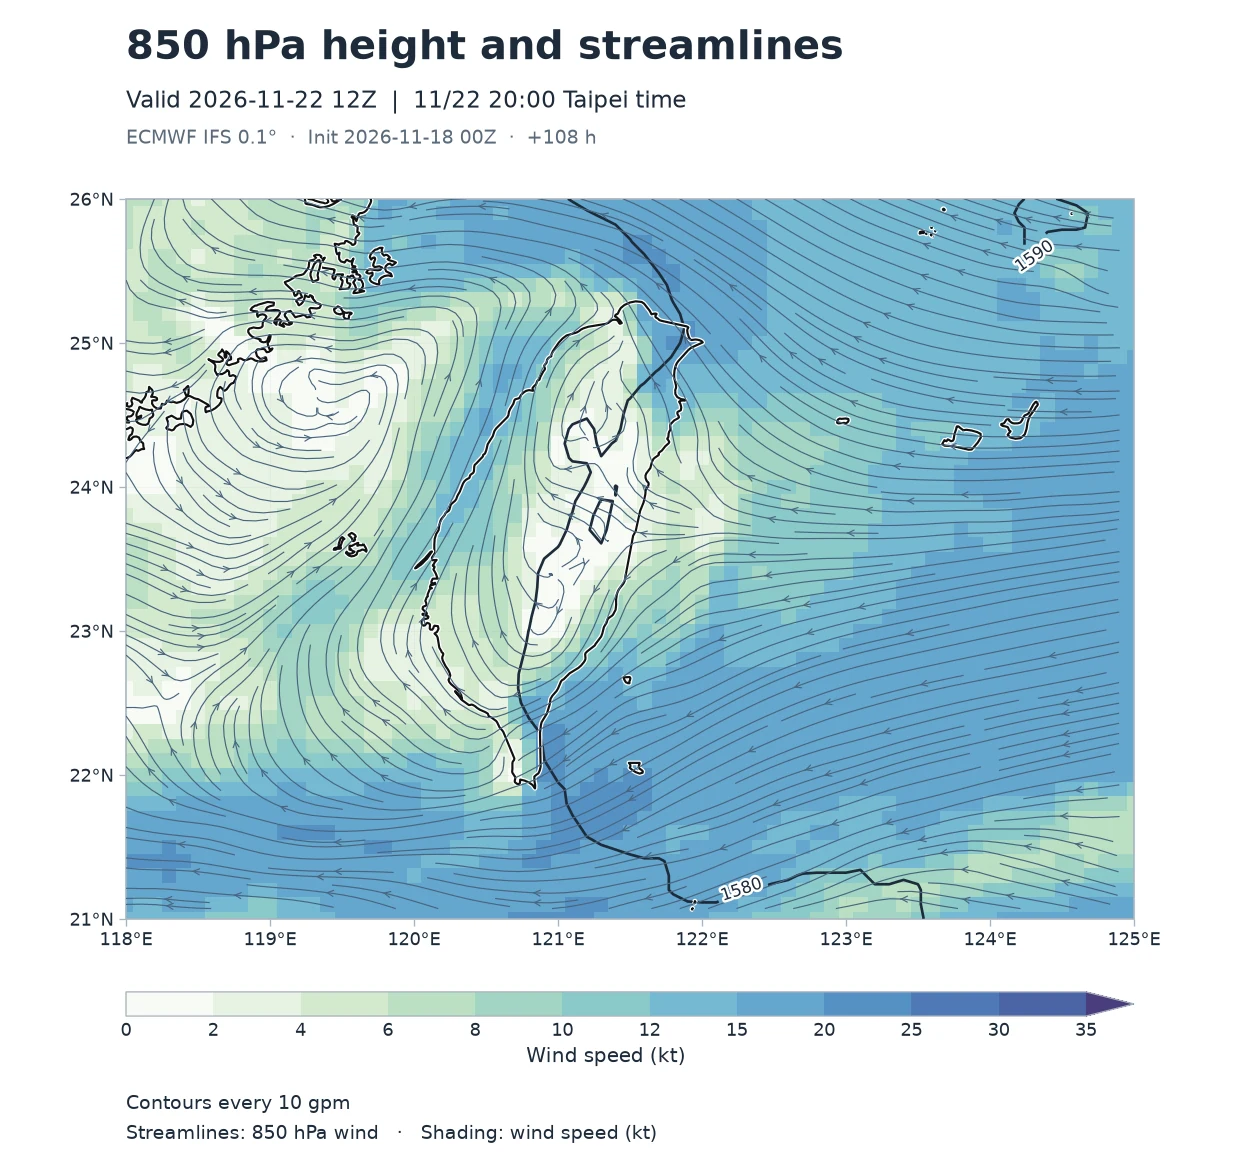 850 hPa height and streamlines
Valid 2026-11-22 12Z | 11/22 20:00 Taipei time
ECMWF IFS 0.1° · Init 2026-11-18 00Z · +108 h
26°N
25°N
24°N
23°N
22°N
21°N
1590
1580
118°E 119°E 120°E 121°E 122°E 123°E 124°E 125°E
0 2 4 6 8 10 12 15 20 25 30 35
Wind speed (kt)
Contours every 10 gpm
Streamlines: 850 hPa wind · Shading: wind speed (kt)